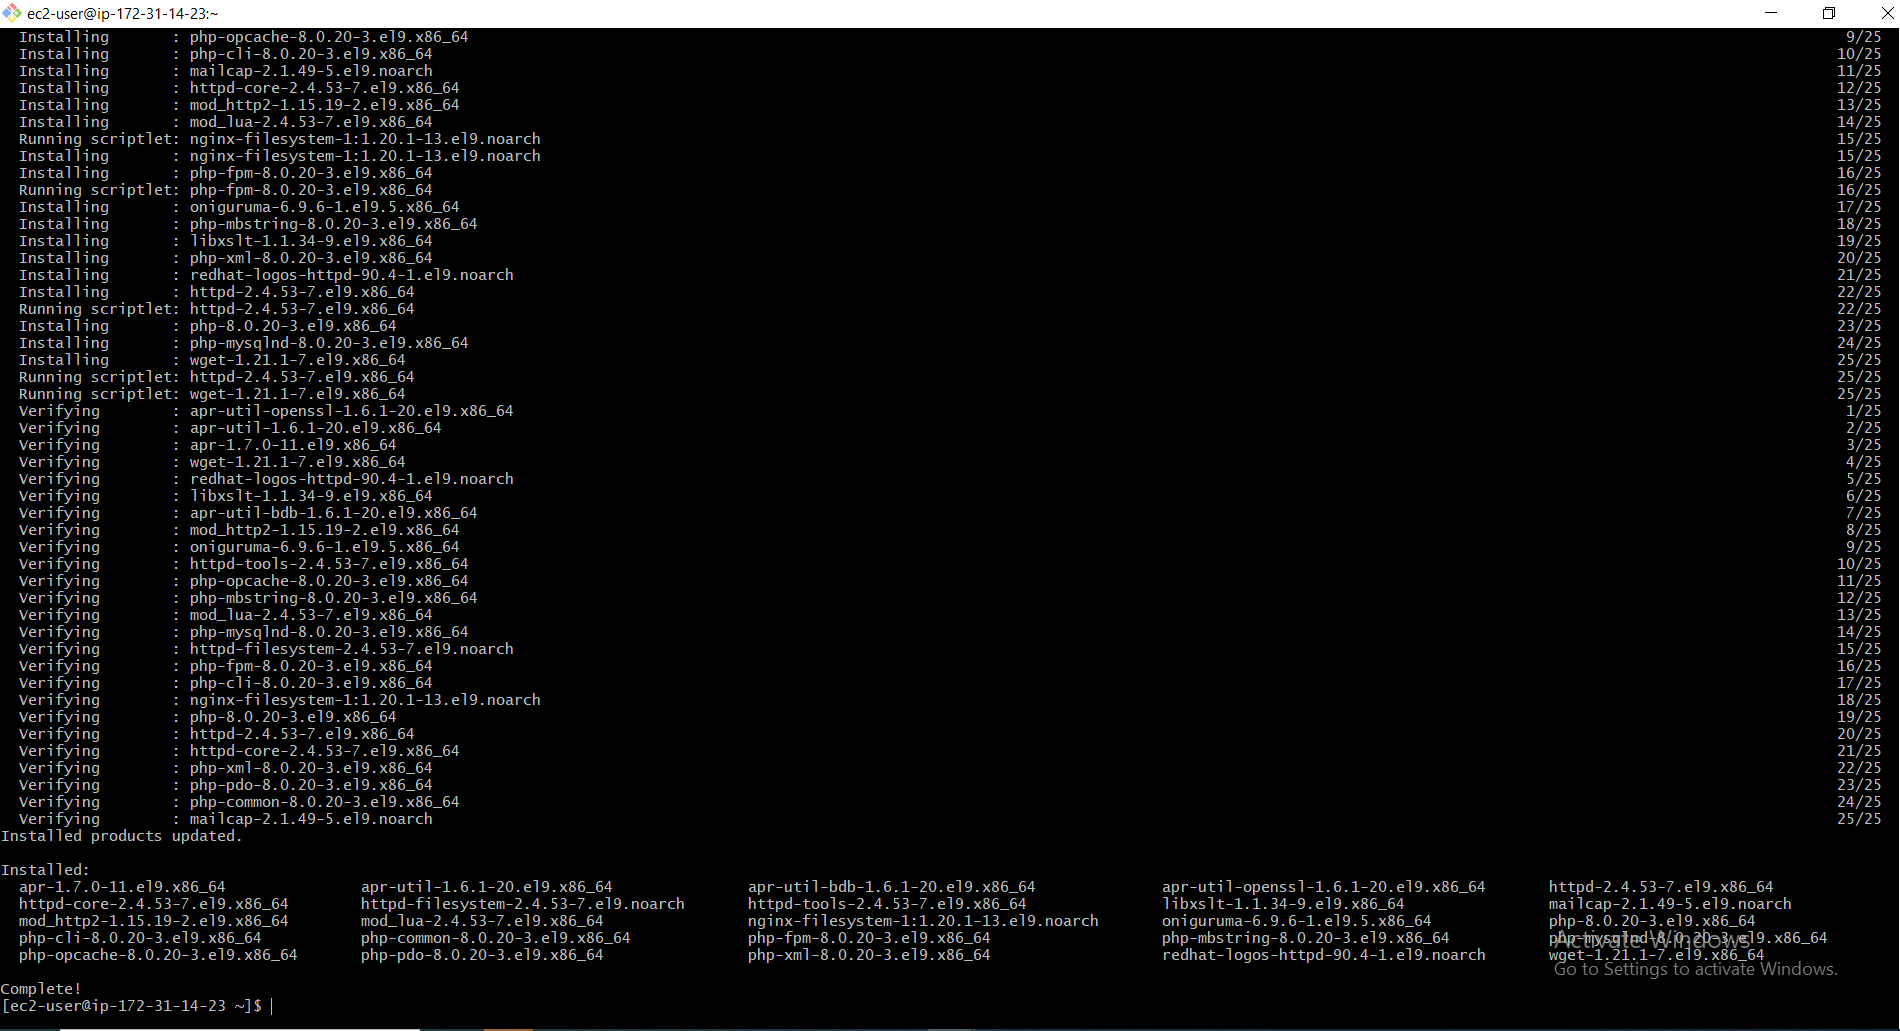 ec2-user@ip-172-31-14-23:~
Installing : php-opcache-8.0.20-3.el9.x86_64 9/25
Installing : php-cli-8.0.20-3.el9.x86_64 10/25
Installing : mailcap-2.1.49-5.el9.noarch 11/25
Installing : httpd-core-2.4.53-7.el9.x86_64 12/25
Installing : mod_http2-1.15.19-2.el9.x86_64 13/25
Installing : mod_lua-2.4.53-7.el9.x86_64 14/25
Running scriptlet: nginx-filesystem-1:1.20.1-13.el9.noarch 15/25
Installing : nginx-filesystem-1:1.20.1-13.el9.noarch 15/25
Installing : php-fpm-8.0.20-3.el9.x86_64 16/25
Running scriptlet: php-fpm-8.0.20-3.el9.x86_64 16/25
Installing : oniguruma-6.9.6-1.el9.5.x86_64 17/25
Installing : php-mbstring-8.0.20-3.el9.x86_64 18/25
Installing : libxslt-1.1.34-9.el9.x86_64 19/25
Installing : php-xml-8.0.20-3.el9.x86_64 20/25
Installing : redhat-logos-httpd-90.4-1.el9.noarch 21/25
Installing : httpd-2.4.53-7.el9.x86_64 22/25
Running scriptlet: httpd-2.4.53-7.el9.x86_64 22/25
Installing : php-8.0.20-3.el9.x86_64 23/25
Installing : php-mysqlnd-8.0.20-3.el9.x86_64 24/25
Installing : wget-1.21.1-7.el9.x86_64 25/25
Running scriptlet: httpd-2.4.53-7.el9.x86_64 25/25
Running scriptlet: wget-1.21.1-7.el9.x86_64 25/25
Verifying : apr-util-openssl-1.6.1-20.el9.x86_64 1/25
Verifying : apr-util-1.6.1-20.el9.x86_64 2/25
Verifying : apr-1.7.0-11.el9.x86_64 3/25
Verifying : wget-1.21.1-7.el9.x86_64 4/25
Verifying : redhat-logos-httpd-90.4-1.el9.noarch 5/25
Verifying : libxslt-1.1.34-9.el9.x86_64 6/25
Verifying : apr-util-bdb-1.6.1-20.el9.x86_64 7/25
Verifying : mod_http2-1.15.19-2.el9.x86_64 8/25
Verifying : oniguruma-6.9.6-1.el9.5.x86_64 9/25
Verifying : httpd-tools-2.4.53-7.el9.x86_64 10/25
Verifying : php-opcache-8.0.20-3.el9.x86_64 11/25
Verifying : php-mbstring-8.0.20-3.el9.x86_64 12/25
Verifying : mod_lua-2.4.53-7.el9.x86_64 13/25
Verifying : php-mysqlnd-8.0.20-3.el9.x86_64 14/25
Verifying : httpd-filesystem-2.4.53-7.el9.noarch 15/25
Verifying : php-fpm-8.0.20-3.el9.x86_64 16/25
Verifying : php-cli-8.0.20-3.el9.x86_64 17/25
Verifying : nginx-filesystem-1:1.20.1-13.el9.noarch 18/25
Verifying : php-8.0.20-3.el9.x86_64 19/25
Verifying : httpd-2.4.53-7.el9.x86_64 20/25
Verifying : httpd-core-2.4.53-7.el9.x86_64 21/25
Verifying : php-xml-8.0.20-3.el9.x86_64 22/25
Verifying : php-pdo-8.0.20-3.el9.x86_64 23/25
Verifying : php-common-8.0.20-3.el9.x86_64 24/25
Verifying : mailcap-2.1.49-5.el9.noarch 25/25
Installed products updated.
Installed:
apr-1.7.0-11.el9.x86_64 apr-util-1.6.1-20.el9.x86_64 apr-util-bdb-1.6.1-20.el9.x86_64 apr-util-openssl-1.6.1-20.el9.x86_64 httpd-2.4.53-7.el9.x86_64
httpd-core-2.4.53-7.el9.x86_64 httpd-filesystem-2.4.53-7.el9.noarch httpd-tools-2.4.53-7.el9.x86_64 libxslt-1.1.34-9.el9.x86_64 mailcap-2.1.49-5.el9.noarch
mod_http2-1.15.19-2.el9.x86_64 mod_lua-2.4.53-7.el9.x86_64 nginx-filesystem-1:1.20.1-13.el9.noarch oniguruma-6.9.6-1.el9.5.x86_64 php-8.0.20-3.el9.x86_64
php-cli-8.0.20-3.el9.x86_64 php-common-8.0.20-3.el9.x86_64 php-fpm-8.0.20-3.el9.x86_64 php-mbstring-8.0.20-3.el9.x86_64 php-mysqlnd-8.0.20-3.el9.x86_64
php-opcache-8.0.20-3.el9.x86_64 php-pdo-8.0.20-3.el9.x86_64 php-xml-8.0.20-3.el9.x86_64 redhat-logos-httpd-90.4-1.el9.noarch wget-1.21.1-7.el9.x86_64
Activate Windows
Go to Settings to activate Windows.
Complete!
[ec2-user@ip-172-31-14-23 ~]$